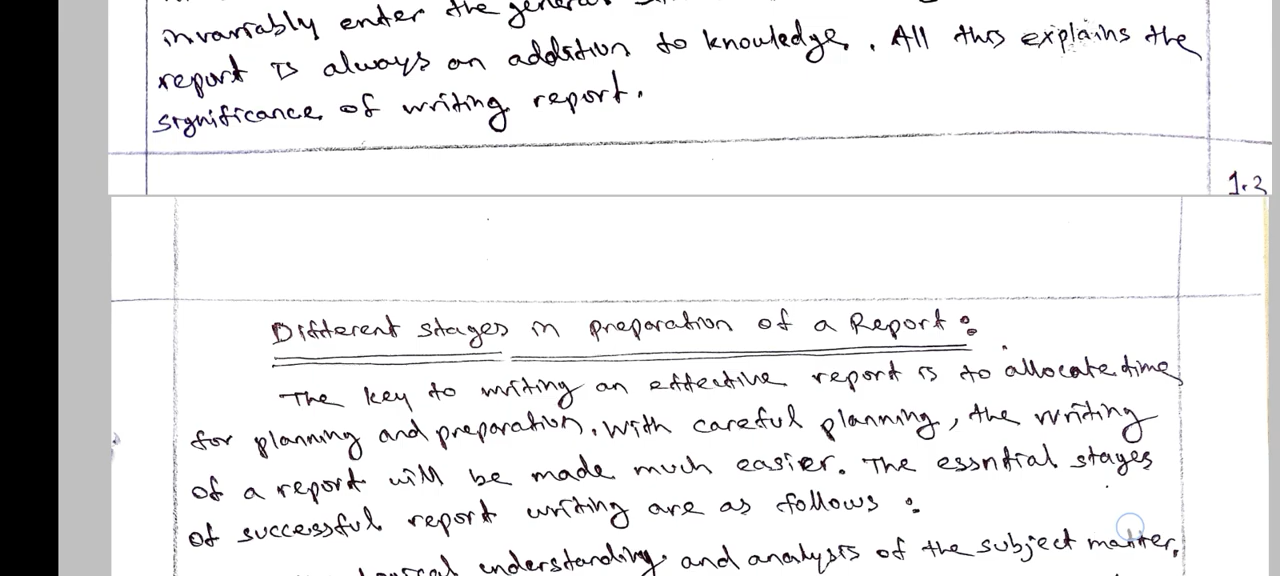 invariably enter the general
report is always an addition to knowledge. All this explains the
significance of writing report.
1.3
Different stages in preparation of a Report:
The key to writing an effective report is to allocate time
for planning and preparation. With careful planning, the writing
of a report will be made much easier. The essntial stages
of successful report writing are as follows:
understanding and analysis of the subject matter,